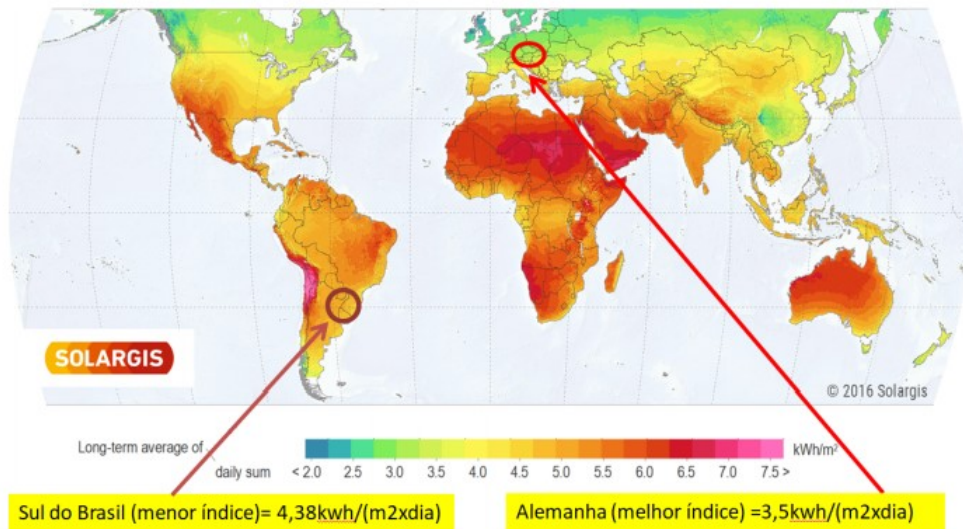 SOLARGIS
© 2016 Solargis
Long-term average of
daily sum
< 2.0 2.5 3.0 3.5 4.0 4.5 5.0 5.5 6.0 6.5 7.0 7.5 >
kWh/m²
Sul do Brasil (menor índice)= 4,38kwh/(m2xdia)
Alemanha (melhor índice) =3,5kwh/(m2xdia)